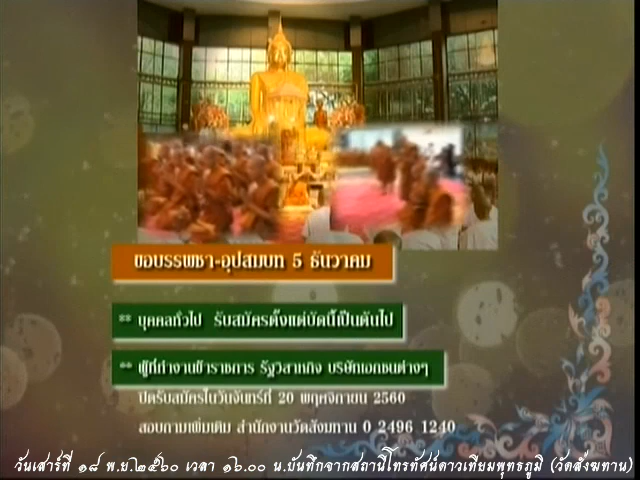 ขอบรรพชา-อุปสมบท 5 ธันวาคม
** บุคคลทั่วไป รับสมัครตั้งแต่บัดนี้เป็นต้นไป
** ผู้ที่ทำงานข้าราชการ รัฐวิสาหกิจ บริษัทเอกชนต่างๆ
ปิดรับสมัครในวันจันทร์ที่ 20 พฤศจิกายน 2560
สอบถามเพิ่มเติม สำนักงานวัดสังฆทาน 0 2496 1240
วันเสาร์ที่ ๑๘ พ.ย.๒๕๖๐ เวลา ๑๖.๐๐ น.บันทึกจากสถานีโทรทัศน์ดาวเทียมพุทธภูมิ (วัดสังฆทาน)